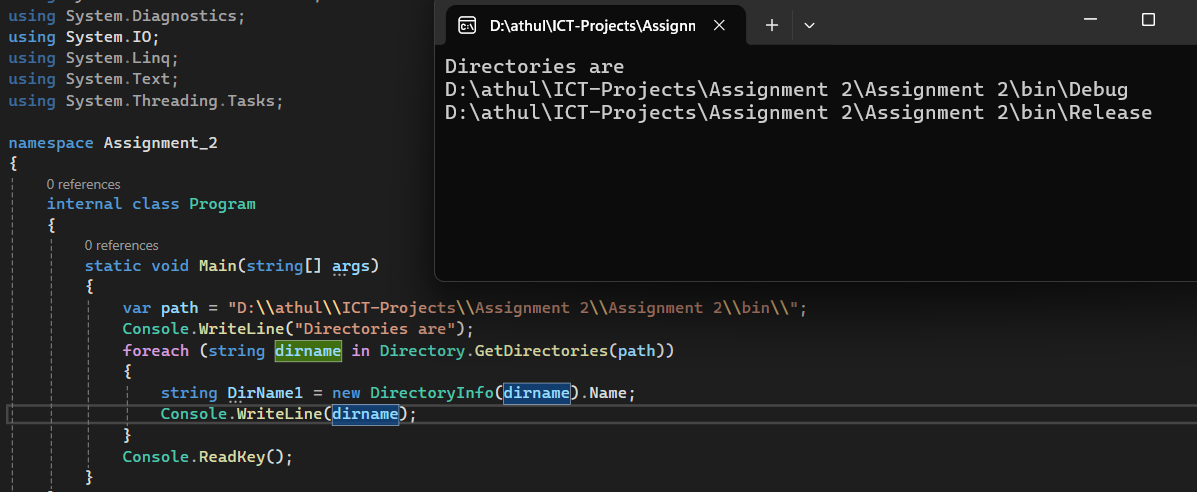 using System.Diagnostics;
using System.IO;
using System.Linq;
using System.Text;
using System.Threading.Tasks;
namespace Assignment_2
{
0 references
internal class Program
{
0 references
static void Main(string[] args)
{
var path = "D:\\athul\\ICT-Projects\\Assignment 2\\Assignment 2\\bin\\";
Console.WriteLine("Directories are");
foreach (string dirname in Directory.GetDirectories(path))
{
string DirName1 = new DirectoryInfo(dirname).Name;
Console.WriteLine(dirname);
}
Console.ReadKey();
}
D:\athul\ICT-Projects\Assignn
Directories are
D:\athul\ICT-Projects\Assignment 2\Assignment 2\bin\Debug
D:\athul\ICT-Projects\Assignment 2\Assignment 2\bin\Release